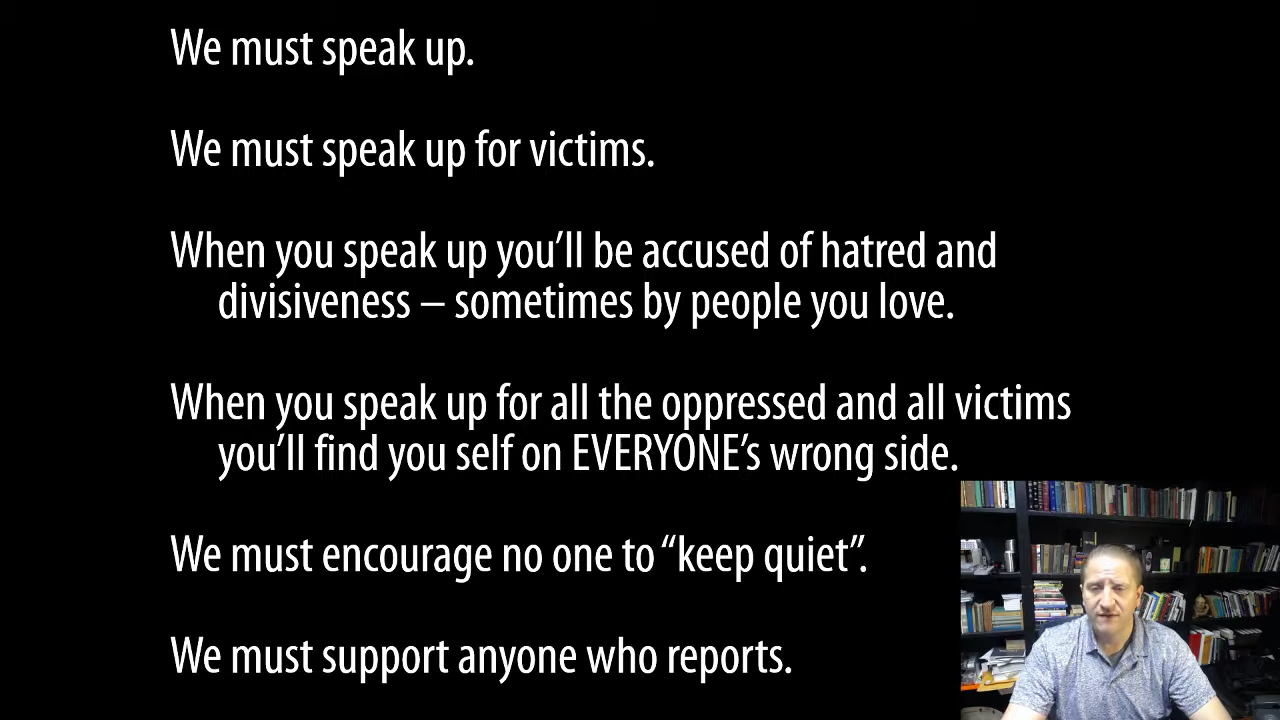 We must speak up.
We must speak up for victims.
When you speak up you’ll be accused of hatred and
divisiveness – sometimes by people you love.
When you speak up for all the oppressed and all victims
you’ll find you self on EVERYONE’s wrong side.
We must encourage no one to “keep quiet”.
We must support anyone who reports.